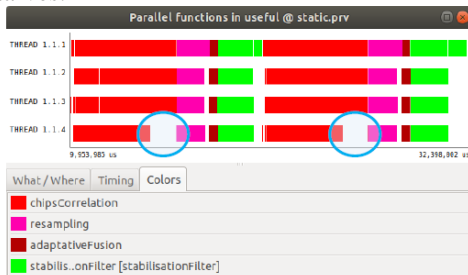 Parallel functions in useful @ static.prv
THREAD 1.1.1
THREAD 1.1.2
THREAD 1.1.3
THREAD 1.1.4
9,953,985 us 32,398,002 us
What / Where Timing Colors
chipsCorrelation
resampling
adaptativeFusion
stabilis..onFilter [stabilisationFilter]